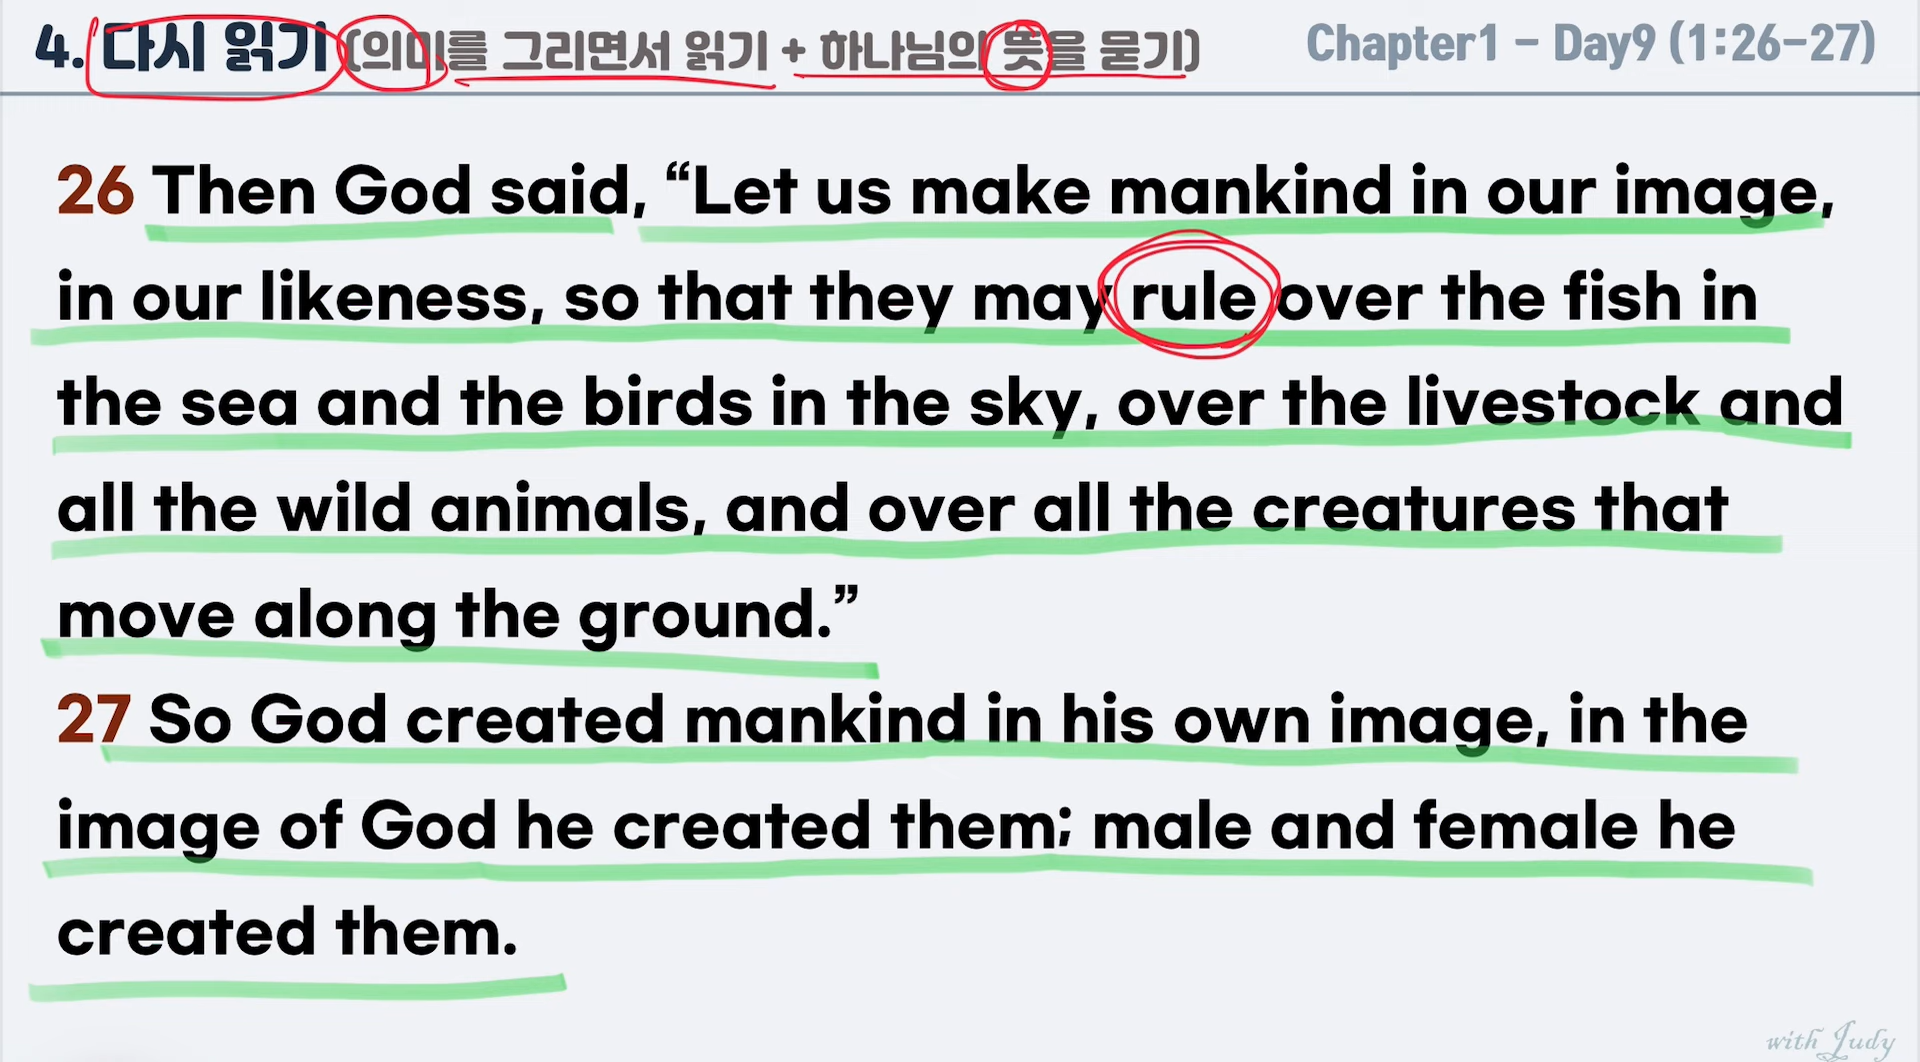 4. 다시 읽기 (의미를 그리면서 읽기 + 하나님의 뜻을 묻기) Chapter1 - Day9 (1:26-27)
26 Then God said, “Let us make mankind in our image,
in our likeness, so that they may rule over the fish in
the sea and the birds in the sky, over the livestock and
all the wild animals, and over all the creatures that
move along the ground.”
27 So God created mankind in his own image, in the
image of God he created them; male and female he
created them.
with Judy